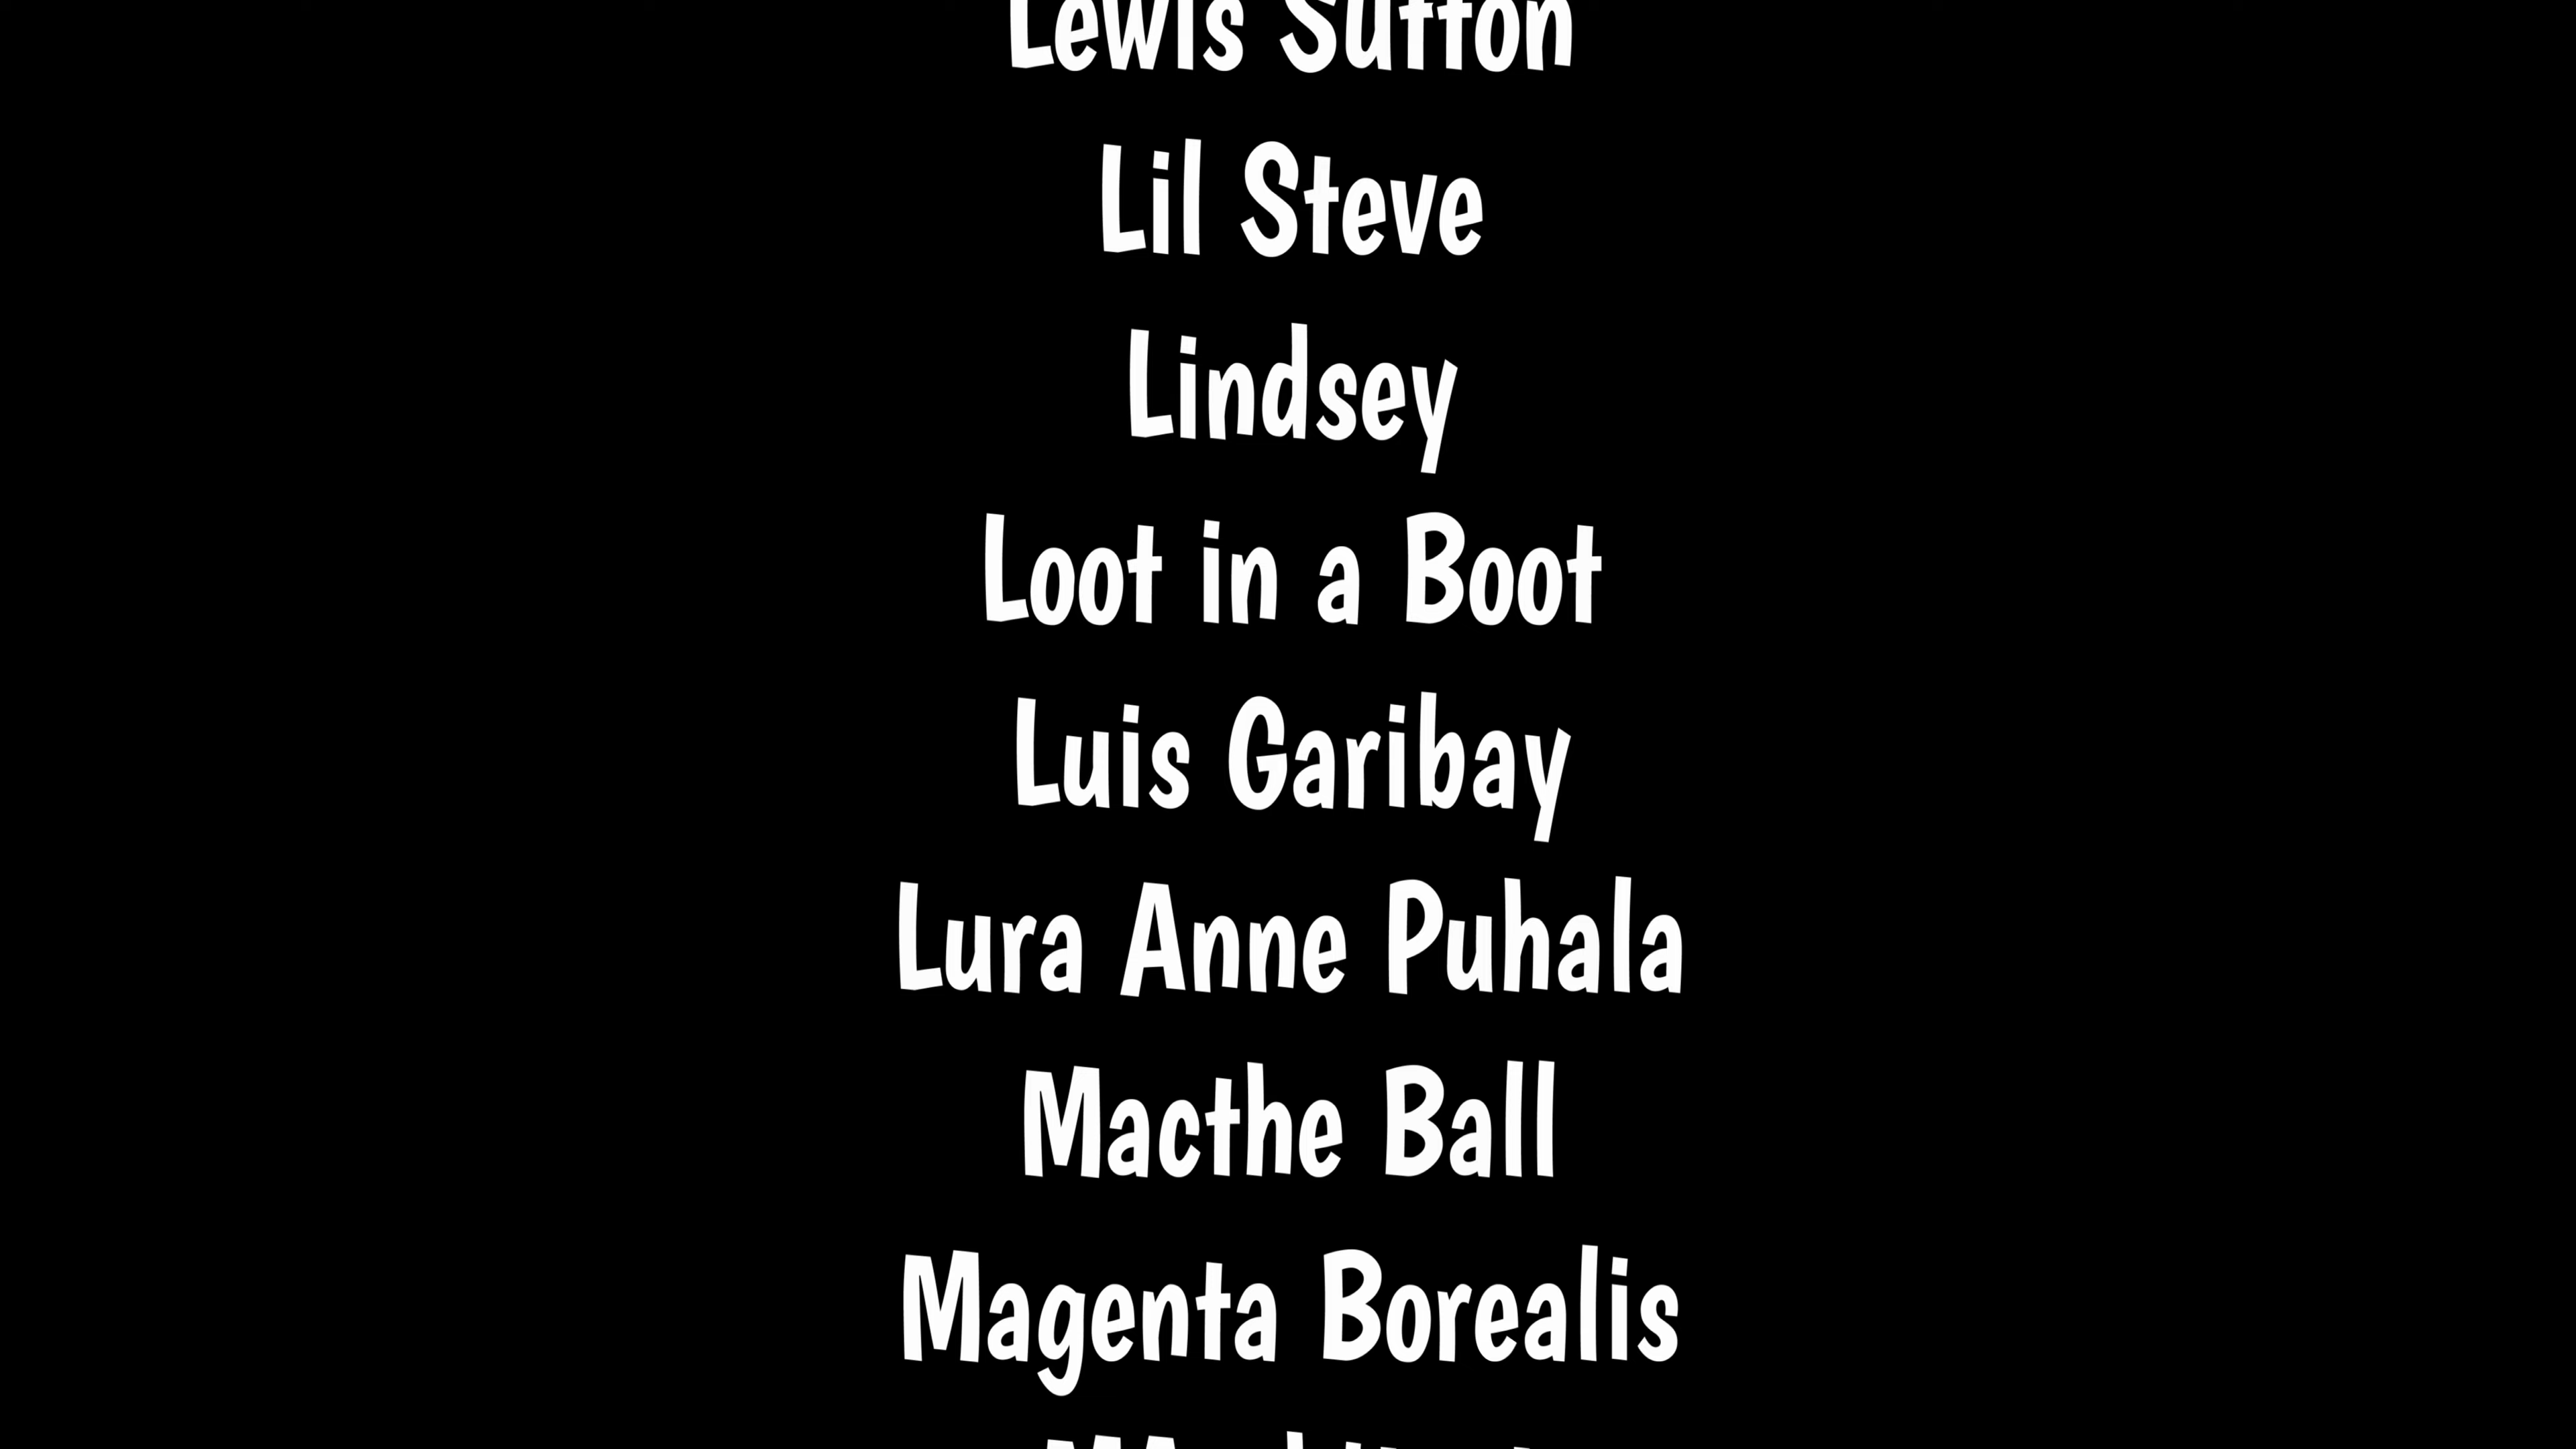 Lewis Sutton
Lil Steve
Lindsey
Loot in a Boot
Luis Garibay
Lura Anne Puhala
Macthe Ball
Magenta Borealis